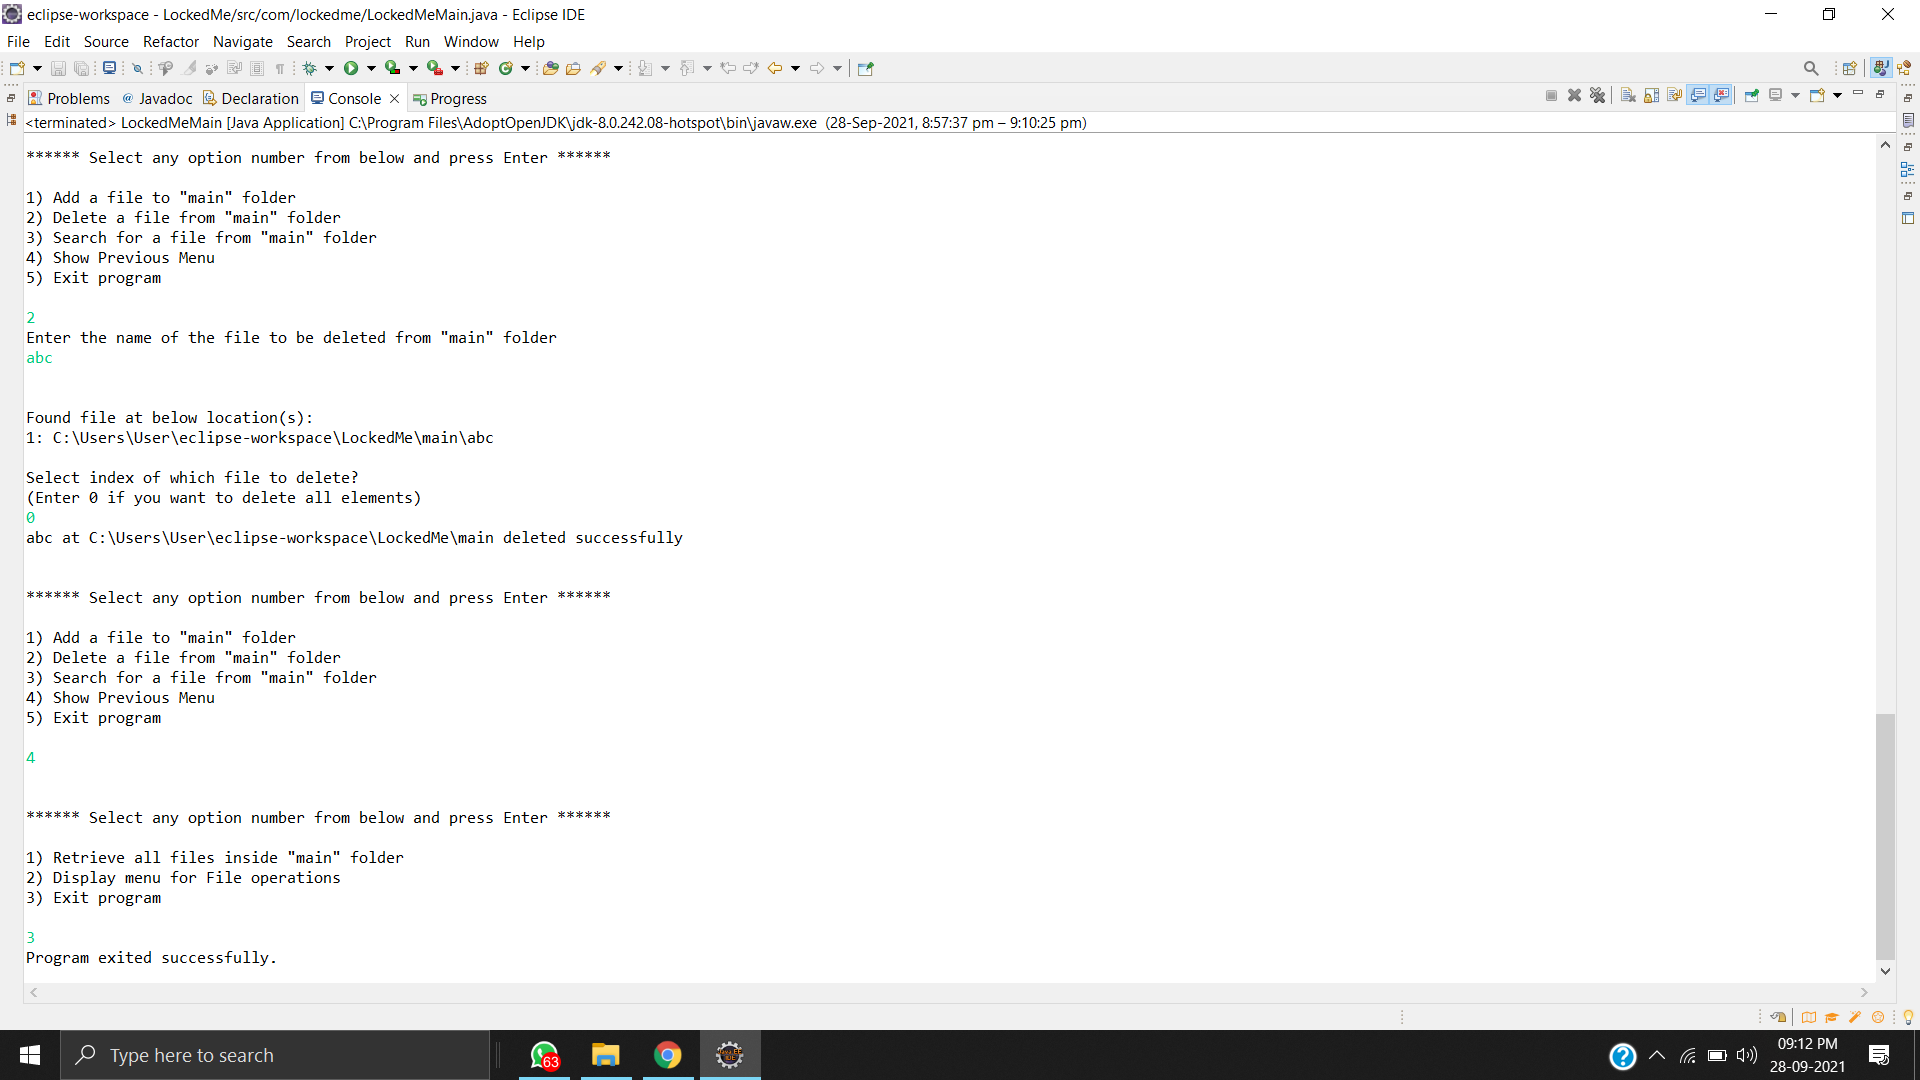 eclipse-workspace - LockedMe/src/com/lockedme/LockedMeMain.java - Eclipse IDE
File Edit Source Refactor Navigate Search Project Run Window Help
Problems @ Javadoc Declaration Console Progress
<terminated> LockedMeMain [Java Application] C:\Program Files\AdoptOpenJDK\jdk-8.0.242.08-hotspot\bin\javaw.exe (28-Sep-2021, 8:57:37 pm – 9:10:25 pm)
****** Select any option number from below and press Enter ******
1) Add a file to "main" folder
2) Delete a file from "main" folder
3) Search for a file from "main" folder
4) Show Previous Menu
5) Exit program
2
Enter the name of the file to be deleted from "main" folder
abc
Found file at below location(s):
1: C:\Users\User\eclipse-workspace\LockedMe\main\abc
Select index of which file to delete?
(Enter 0 if you want to delete all elements)
0
abc at C:\Users\User\eclipse-workspace\LockedMe\main deleted successfully
****** Select any option number from below and press Enter ******
1) Add a file to "main" folder
2) Delete a file from "main" folder
3) Search for a file from "main" folder
4) Show Previous Menu
5) Exit program
4
****** Select any option number from below and press Enter ******
1) Retrieve all files inside "main" folder
2) Display menu for File operations
3) Exit program
3
Program exited successfully.
Type here to search
63
09:12 PM
28-09-2021